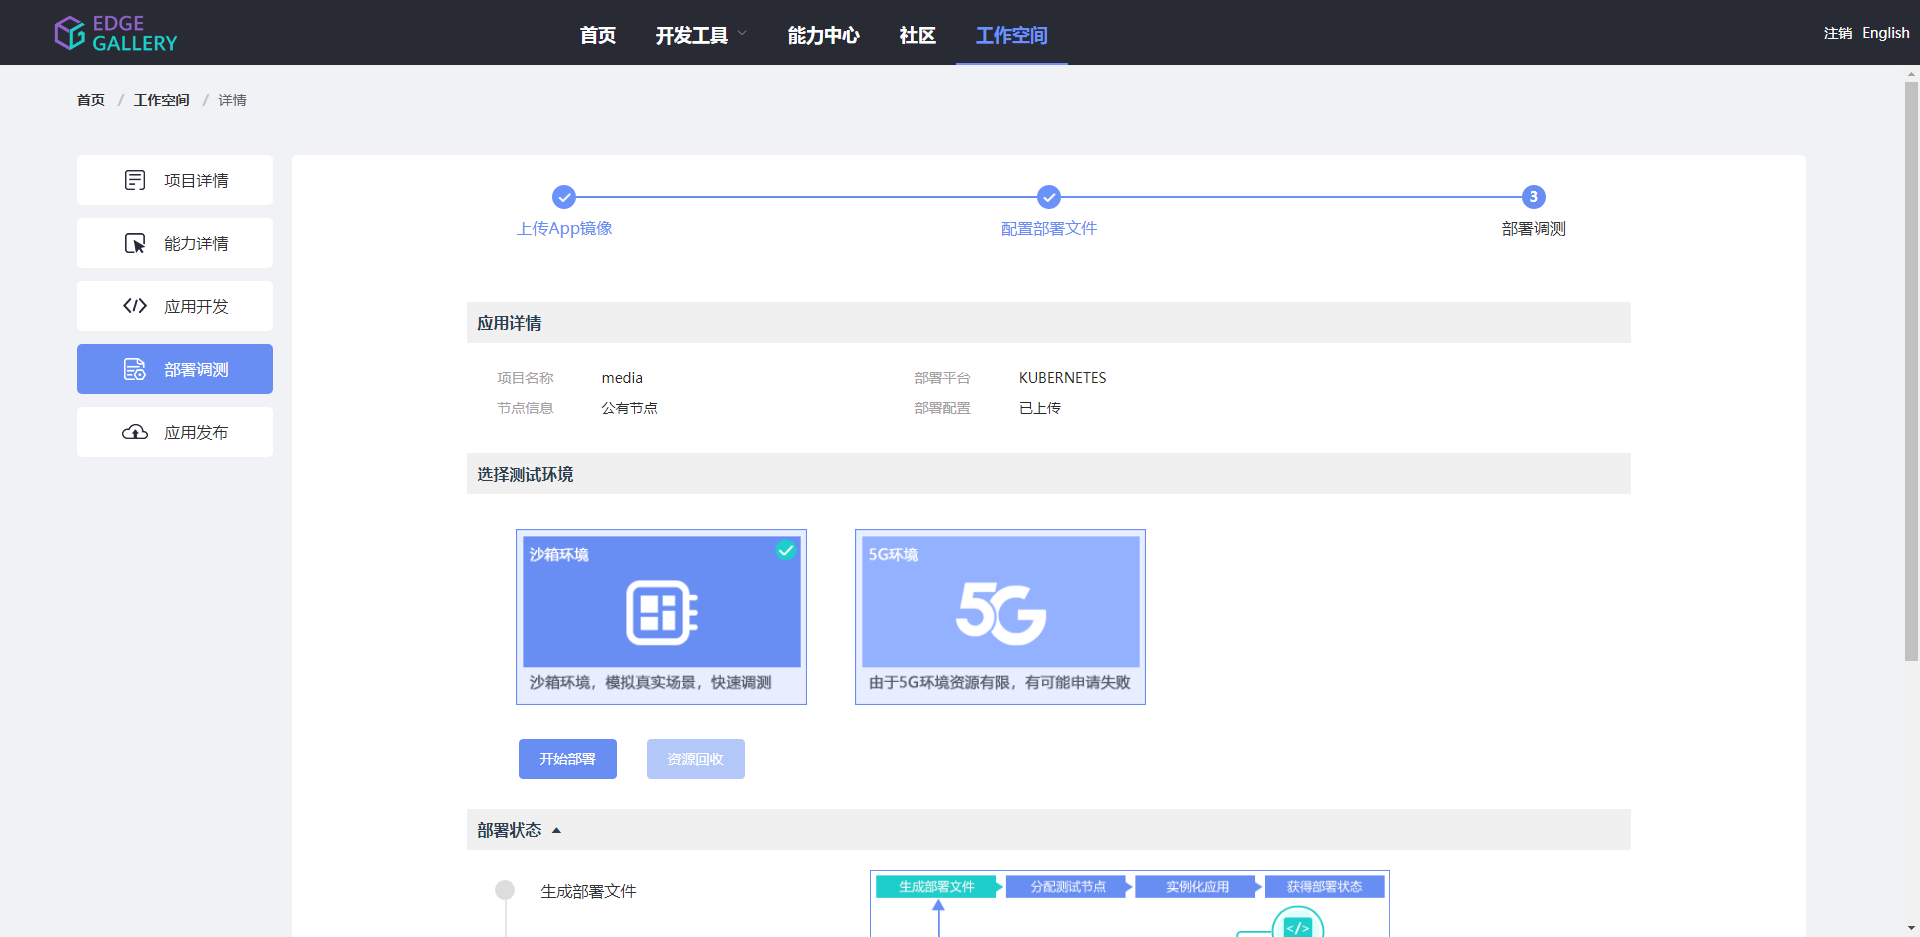 EDGE
GALLERY
首页 开发工具 能力中心 社区 工作空间
注销 English
首页 / 工作空间 / 详情
项目详情
能力详情
应用开发
部署调测
应用发布
3
上传App镜像 配置部署文件 部署调测
应用详情
项目名称 media 部署平台 KUBERNETES
节点信息 公有节点 部署配置 已上传
选择测试环境
沙箱环境
沙箱环境，模拟真实场景，快速调测
5G环境
5G
由于5G环境资源有限，有可能申请失败
开始部署 资源回收
部署状态
生成部署文件
生成部署文件 分配测试节点 实例化应用 获得部署状态
</>